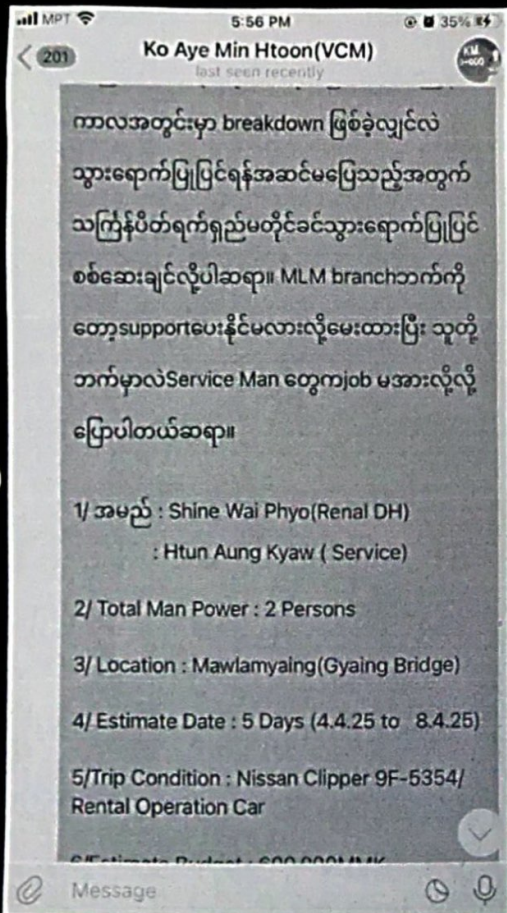 MPT
5:56 PM
35%
201
Ko Aye Min Htoon(VCM)
last seen recently
KM
ကာလအတွင်းမှာ breakdown ဖြစ်ခဲ့လျှင်လဲ
သွားရောက်ပြုပြင်ရန်အဆင်မပြေသည့်အတွက်
သင်္ကြန်ပိတ်ရက်ရှည်မတိုင်ခင်သွားရောက်ပြုပြင်
စစ်ဆေးချင်လို့ပါဆရာ။ MLM branchဘက်ကို
တော့supportပေးနိုင်မလားလို့မေးထားပြီး သူတို့
ဘက်မှာလဲService Man တွေကjob မအားလို့လို့
ပြောပါတယ်ဆရာ။
1/ အမည် : Shine Wai Phyo(Renal DH)
: Htun Aung Kyaw ( Service)
2/ Total Man Power : 2 Persons
3/ Location : Mawlamyaing(Gyaing Bridge)
4/ Estimate Date : 5 Days (4.4.25 to 8.4.25)
5/Trip Condition : Nissan Clipper 9F-5354/
Rental Operation Car
6/Estimate Budget : 600,000MMK
Message